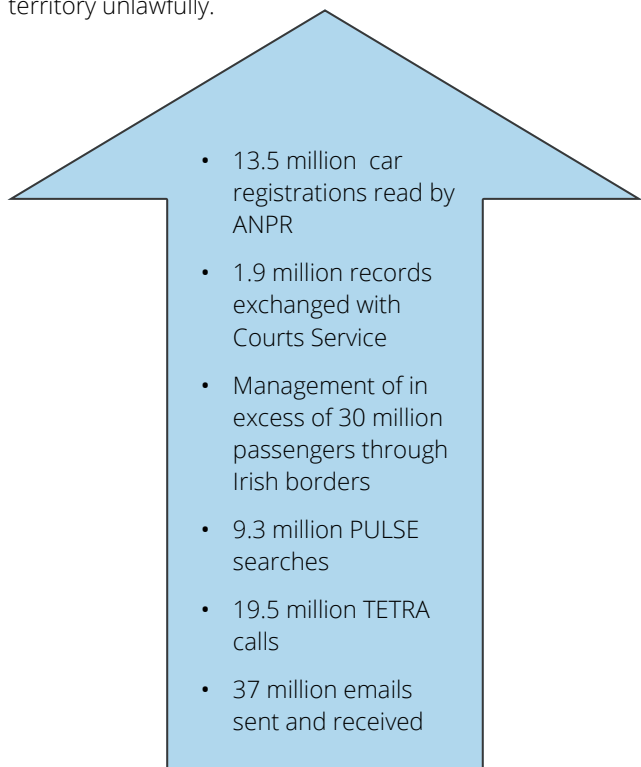 territory unlawfully.
• 13.5 million car
registrations read by
ANPR
• 1.9 million records
exchanged with
Courts Service
• Management of in
excess of 30 million
passengers through
Irish borders
• 9.3 million PULSE
searches
• 19.5 million TETRA
calls
• 37 million emails
sent and received